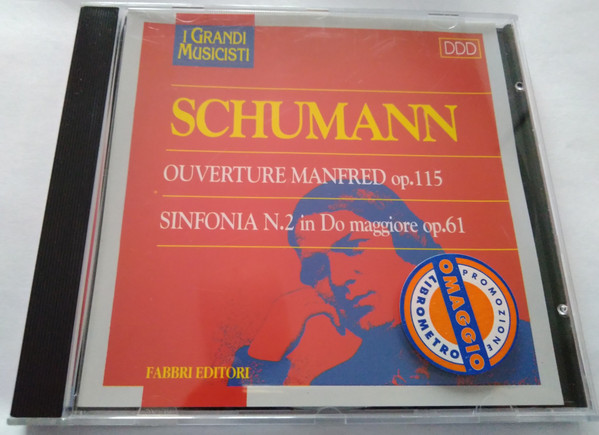 I GRANDI
MUSICISTI
DDD
SCHUMANN
OUVERTURE MANFRED op.115
SINFONIA N.2 in Do maggiore op.61
PROMOZIONE
OMAGGIO
LIBROMETRO
FABBRI EDITORI